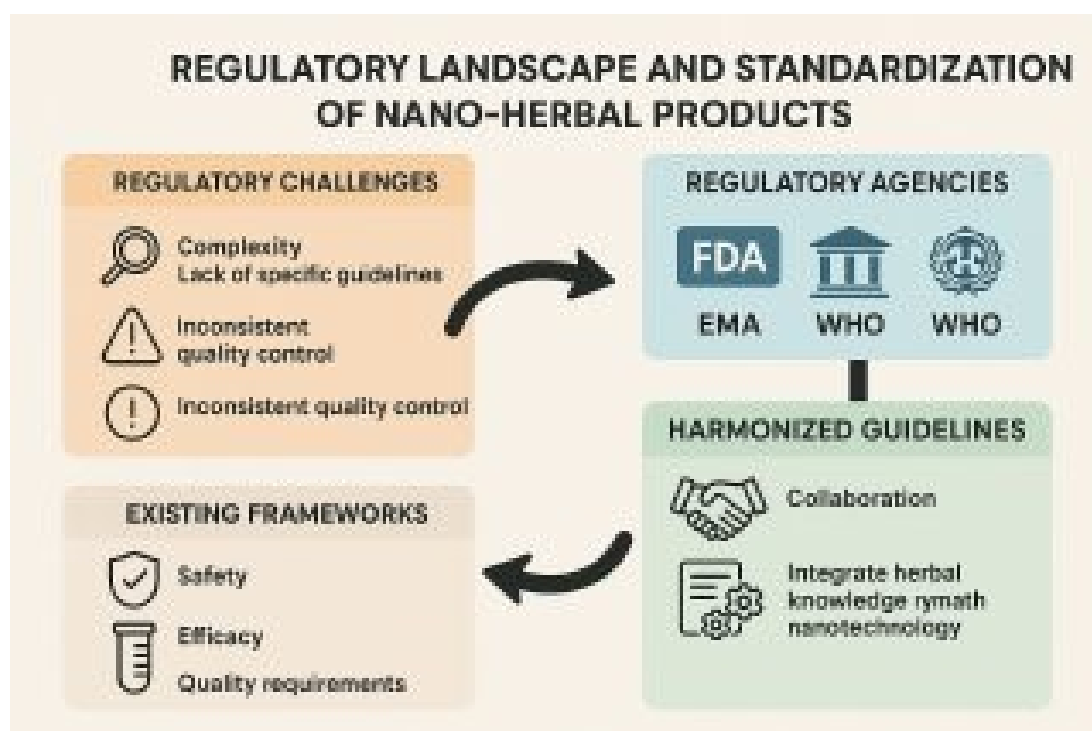 REGULATORY LANDSCAPE AND STANDARDIZATION
OF NANO-HERBAL PRODUCTS
REGULATORY CHALLENGES
Complexity
Lack of specific guidelines
Inconsistent
quality control
Inconsistent quality control
REGULATORY AGENCIES
FDA
EMA
WHO
WHO
HARMONIZED GUIDELINES
Collaboration
Integrate herbal
knowledge rymath
nanotechnology
EXISTING FRAMEWORKS
Safety
Efficacy
Quality requirements